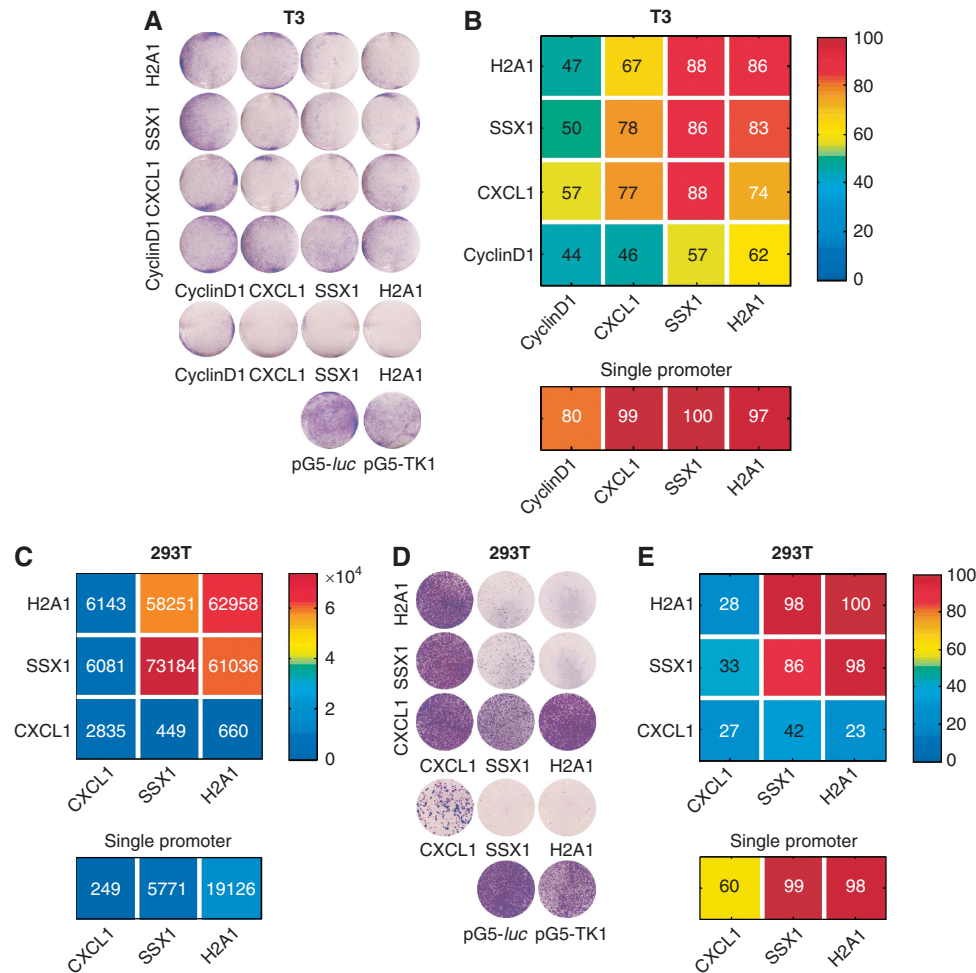 A
T3
H2A1
SSX1
CXCL1
CyclinD1
CyclinD1 CXCL1 SSX1 H2A1
CyclinD1 CXCL1 SSX1 H2A1
pG5-luc pG5-TK1
B
T3
H2A1 47 67 88 86
SSX1 50 78 86 83
CXCL1 57 77 88 74
CyclinD1 44 46 57 62
CyclinD1 CXCL1 SSX1 H2A1
100
80
60
40
20
0
Single promoter
80 99 100 97
CyclinD1 CXCL1 SSX1 H2A1
C
293T
H2A1 6143 58251 62958
SSX1 6081 73184 61036
CXCL1 2835 449 660
CXCL1 SSX1 H2A1
×10⁴
6
4
2
0
Single promoter
249 5771 19126
CXCL1 SSX1 H2A1
D
293T
H2A1
SSX1
CXCL1
CXCL1 SSX1 H2A1
CXCL1 SSX1 H2A1
pG5-luc pG5-TK1
E
293T
H2A1 28 98 100
SSX1 33 86 98
CXCL1 27 42 23
CXCL1 SSX1 H2A1
100
80
60
40
20
0
Single promoter
60 99 98
CXCL1 SSX1 H2A1